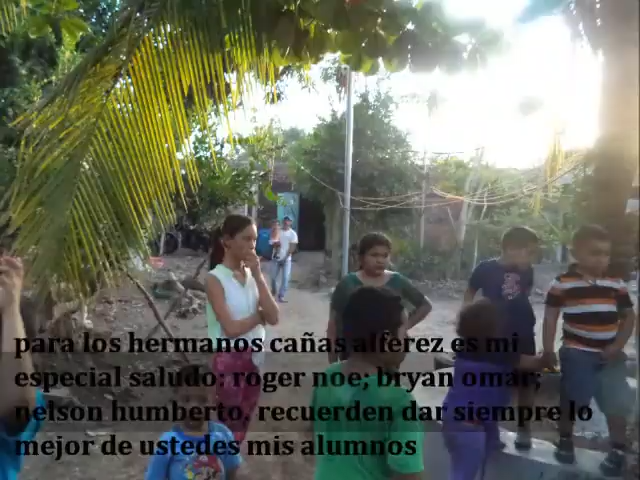 para los hermanos cañas alferez es mi
especial saludo: roger noe; bryan omar;
nelson humberto. recuerden dar siempre lo
mejor de ustedes mis alumnos